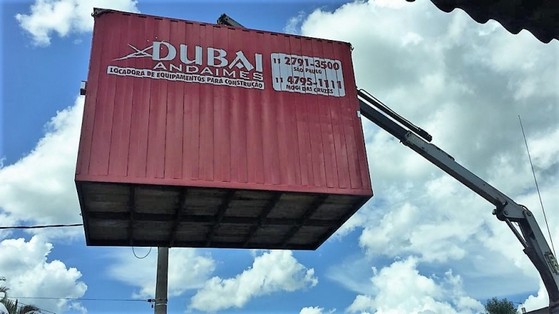 DUBAI
ANDAIMES
LOCADORA DE EQUIPAMENTOS PARA CONSTRUÇÃO
11 2791-3500
SÃO PAULO
11 4795-1111
MOGI DAS CRUZES